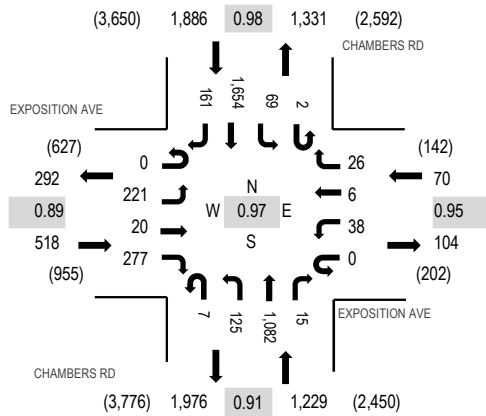 (3,650) 1,886 0.98 1,331 (2,592)
CHAMBERS RD
161 1,654 69 2
EXPOSITION AVE
(627)
292
0.89
518
(955)
0
221
20
277
N
W 0.97 E
S
26
6
38
0
(142)
70
0.95
104
(202)
7 125 1,082 15
EXPOSITION AVE
CHAMBERS RD
(3,776) 1,976 0.91 1,229 (2,450)